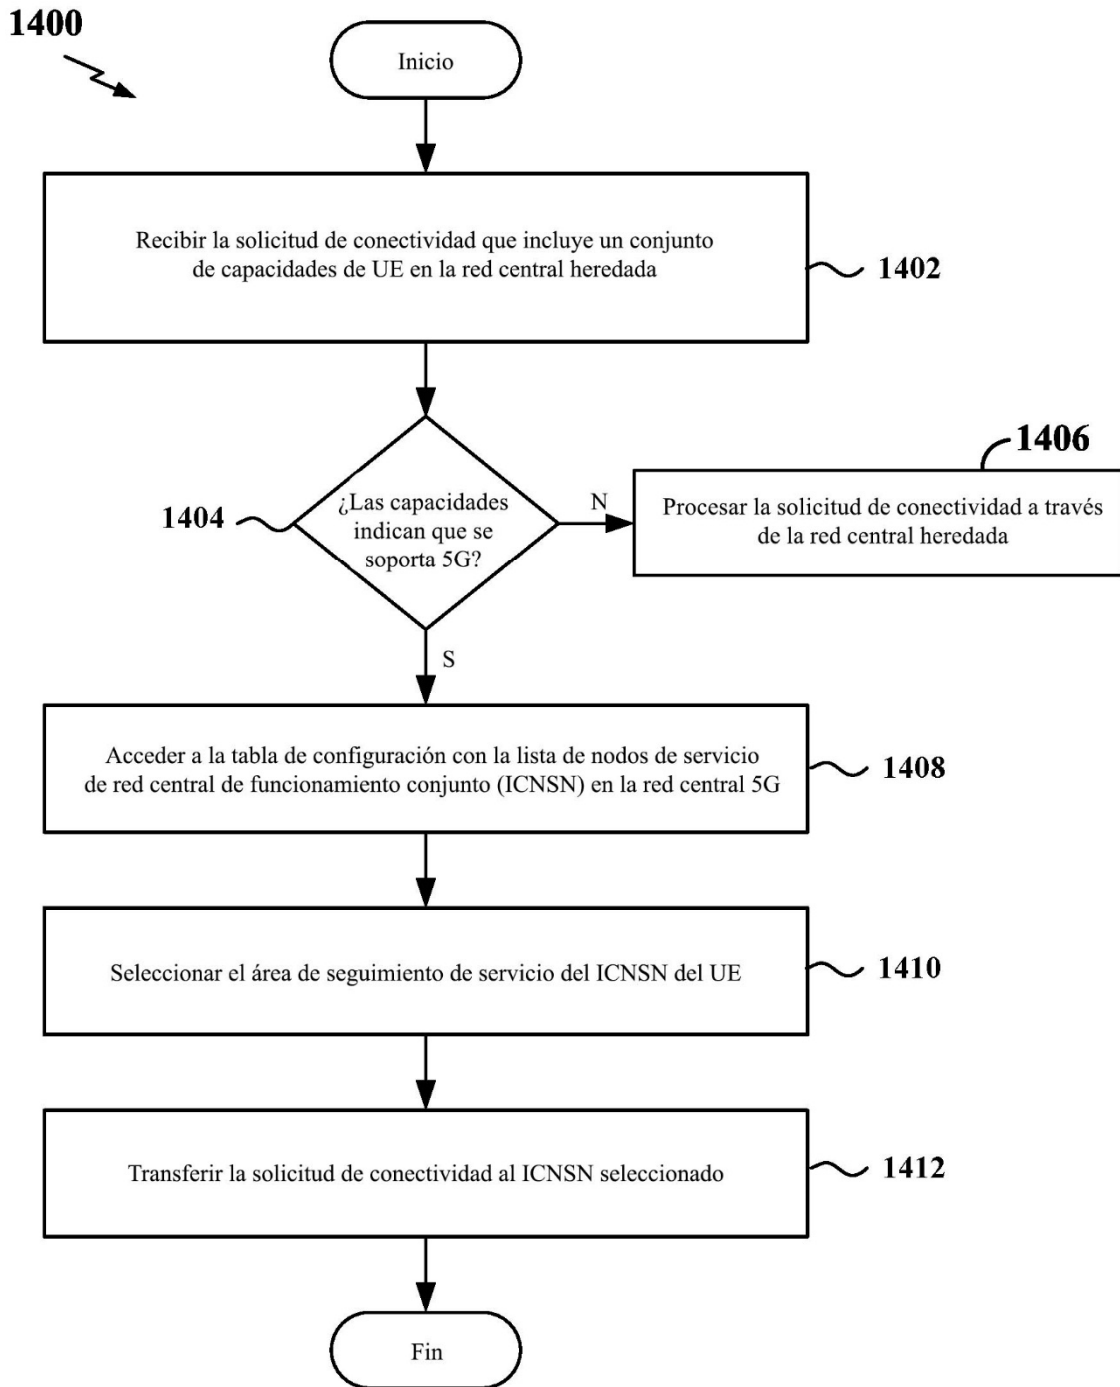 1400
Inicio
Recibir la solicitud de conectividad que incluye un conjunto
de capacidades de UE en la red central heredada
1402
¿Las capacidades
indican que se
soporta 5G?
1404
N
1406
Procesar la solicitud de conectividad a través
de la red central heredada
S
Acceder a la tabla de configuración con la lista de nodos de servicio
de red central de funcionamiento conjunto (ICNSN) en la red central 5G
1408
Seleccionar el área de seguimiento de servicio del ICNSN del UE
1410
Transferir la solicitud de conectividad al ICNSN seleccionado
1412
Fin